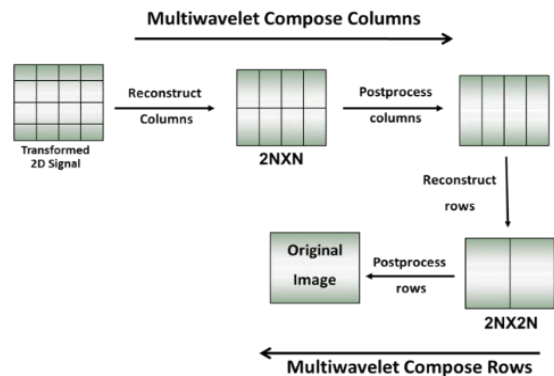 Multiwavelet Compose Columns
Reconstruct
Columns
Postprocess
columns
Transformed
2D Signal
2NXN
Reconstruct
rows
Original
Image
Postprocess
rows
2NX2N
Multiwavelet Compose Rows